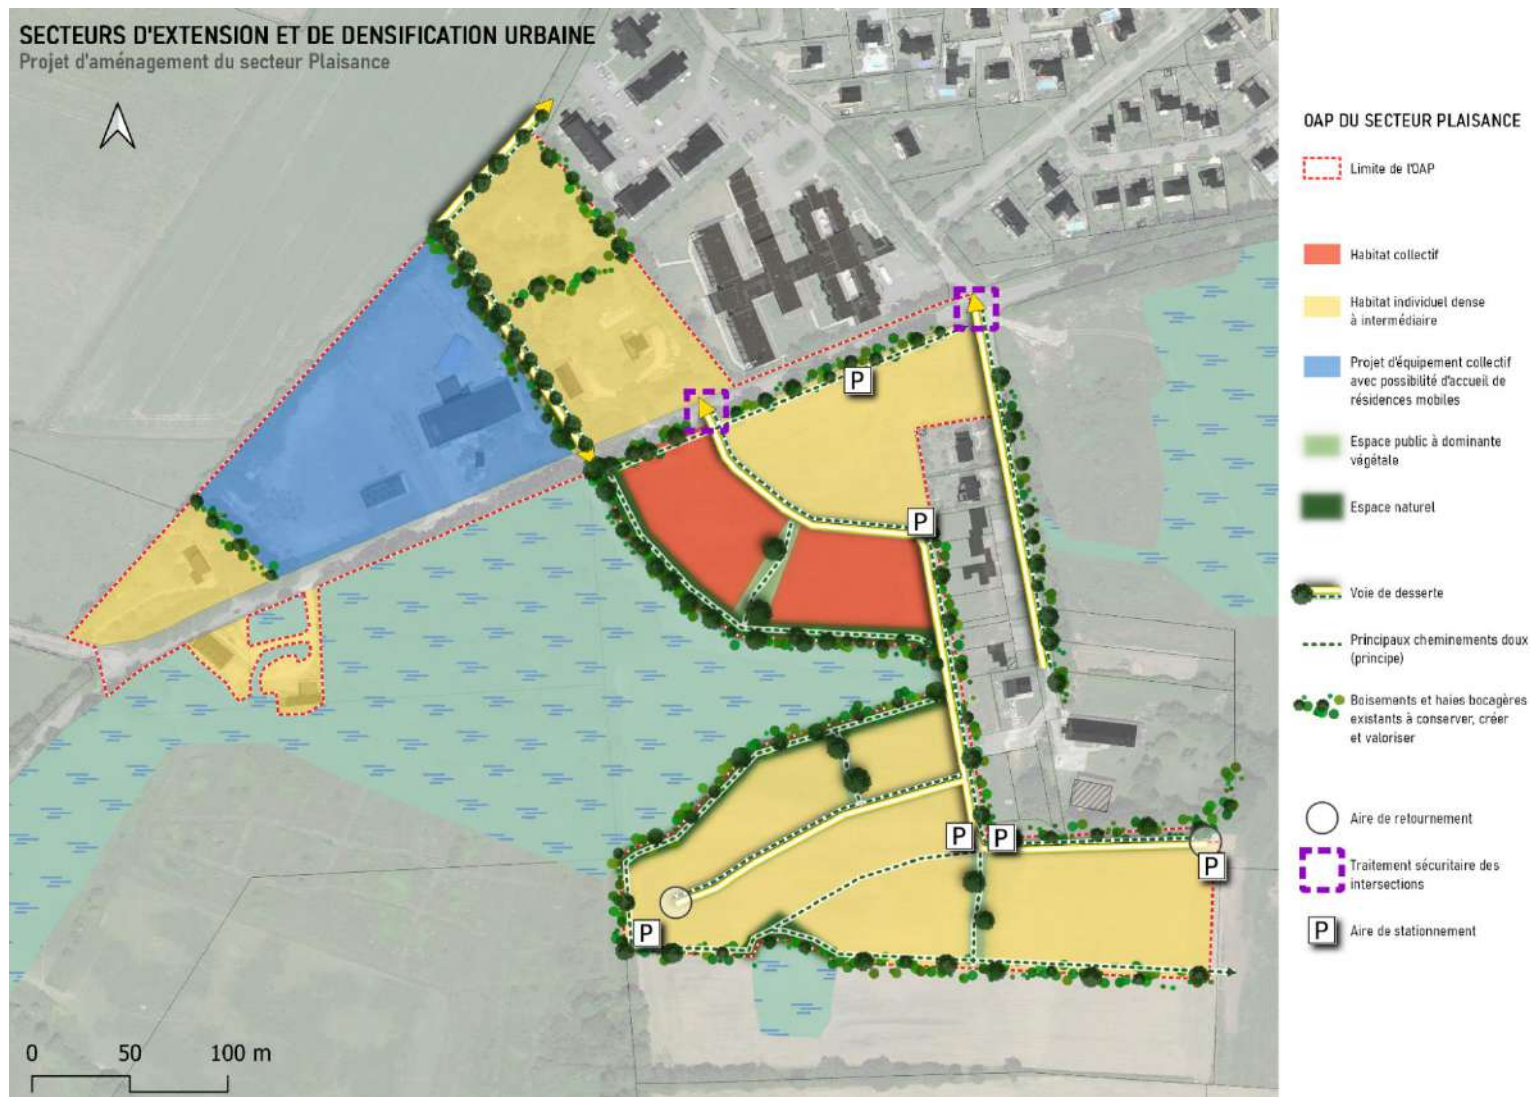 SECTEURS D'EXTENSION ET DE DENSIFICATION URBAINE
Projet d'aménagement du secteur Plaisance
P
P
P
P
P
P
0 50 100 m
OAP DU SECTEUR PLAISANCE
Limite de l'OAP
Habitat collectif
Habitat individuel dense
à intermédiaire
Projet d'équipement collectif
avec possibilité d'accueil de
résidences mobiles
Espace public à dominante
végétale
Espace naturel
Voie de desserte
Principaux cheminements doux
(principe)
Boisements et haies bocagères
existants à conserver, créer
et valoriser
Aire de retournement
Traitement sécuritaire des
intersections
P
Aire de stationnement